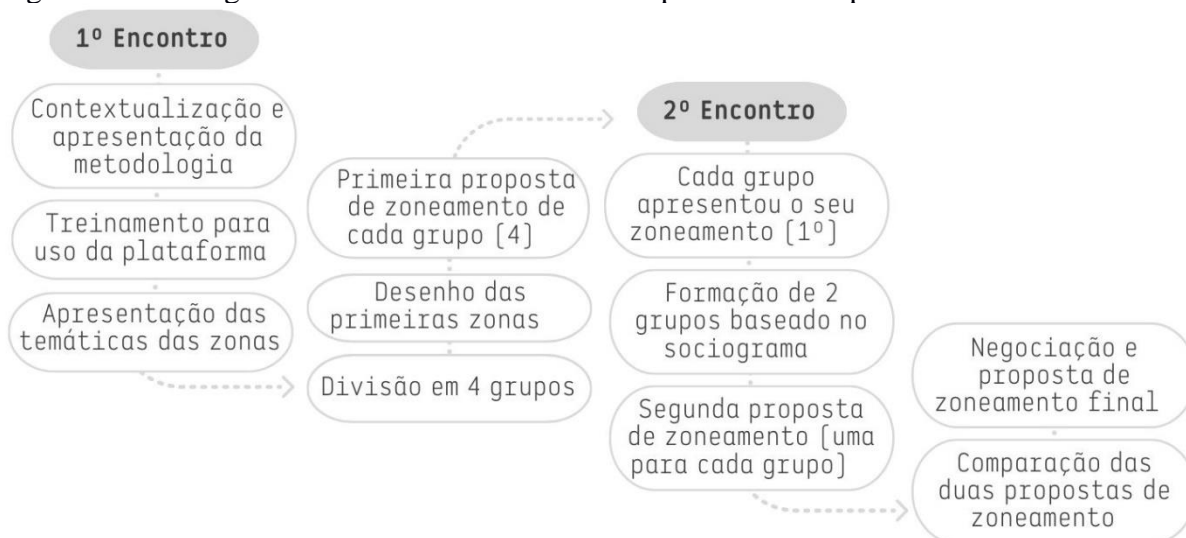 1º Encontro
Contextualização e
apresentação da
metodologia
Treinamento para
uso da plataforma
Apresentação das
temáticas das zonas
Divisão em 4 grupos
Desenho das
primeiras zonas
Primeira proposta
de zoneamento de
cada grupo (4)
2º Encontro
Cada grupo
apresentou o seu
zoneamento (1º)
Formação de 2
grupos baseado no
sociograma
Segunda proposta
de zoneamento (uma
para cada grupo)
Comparação das
duas propostas de
zoneamento
Negociação e
proposta de
zoneamento final